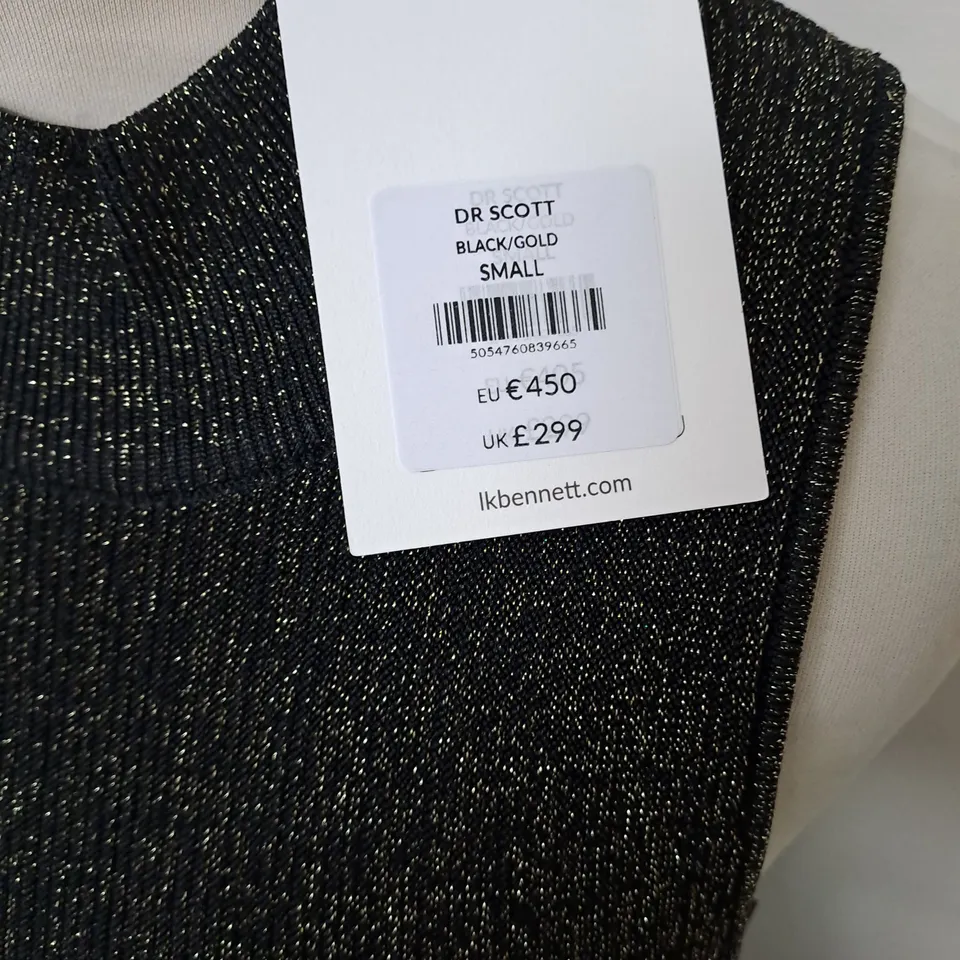 DR SCOTT
BLACK/GOLD
SMALL
5054760839665
EU €450
UK £299
lkbennett.com